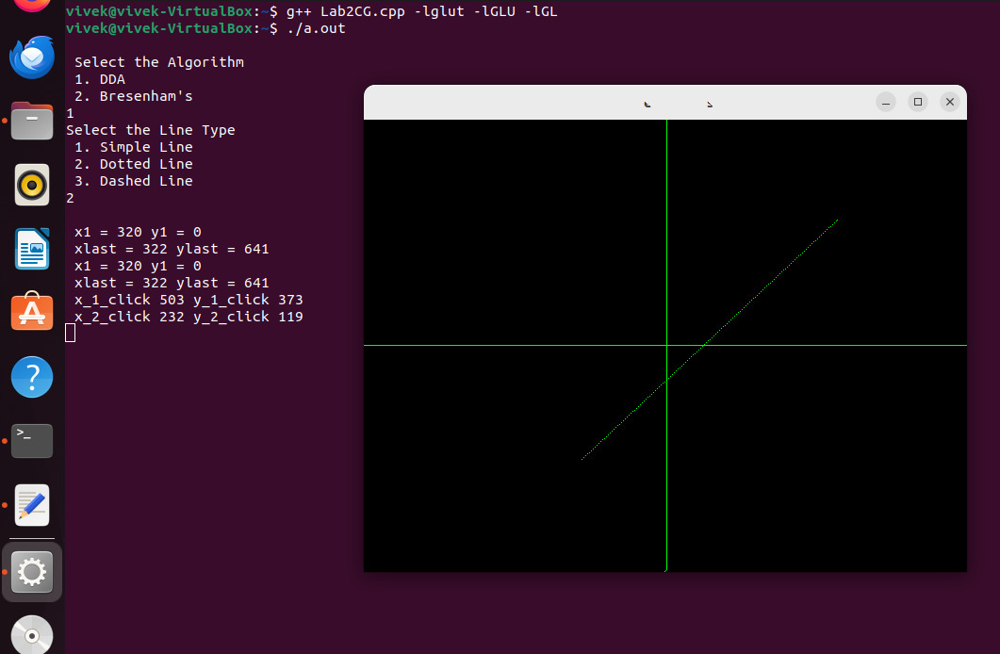 vivek@vivek-VirtualBox:~$ g++ Lab2CG.cpp -lglut -lGLU -lGL
vivek@vivek-VirtualBox:~$ ./a.out
Select the Algorithm
1. DDA
2. Bresenham's
1
Select the Line Type
1. Simple Line
2. Dotted Line
3. Dashed Line
2
x1 = 320 y1 = 0
xlast = 322 ylast = 641
x1 = 320 y1 = 0
xlast = 322 ylast = 641
x_1_click 503 y_1_click 373
x_2_click 232 y_2_click 119